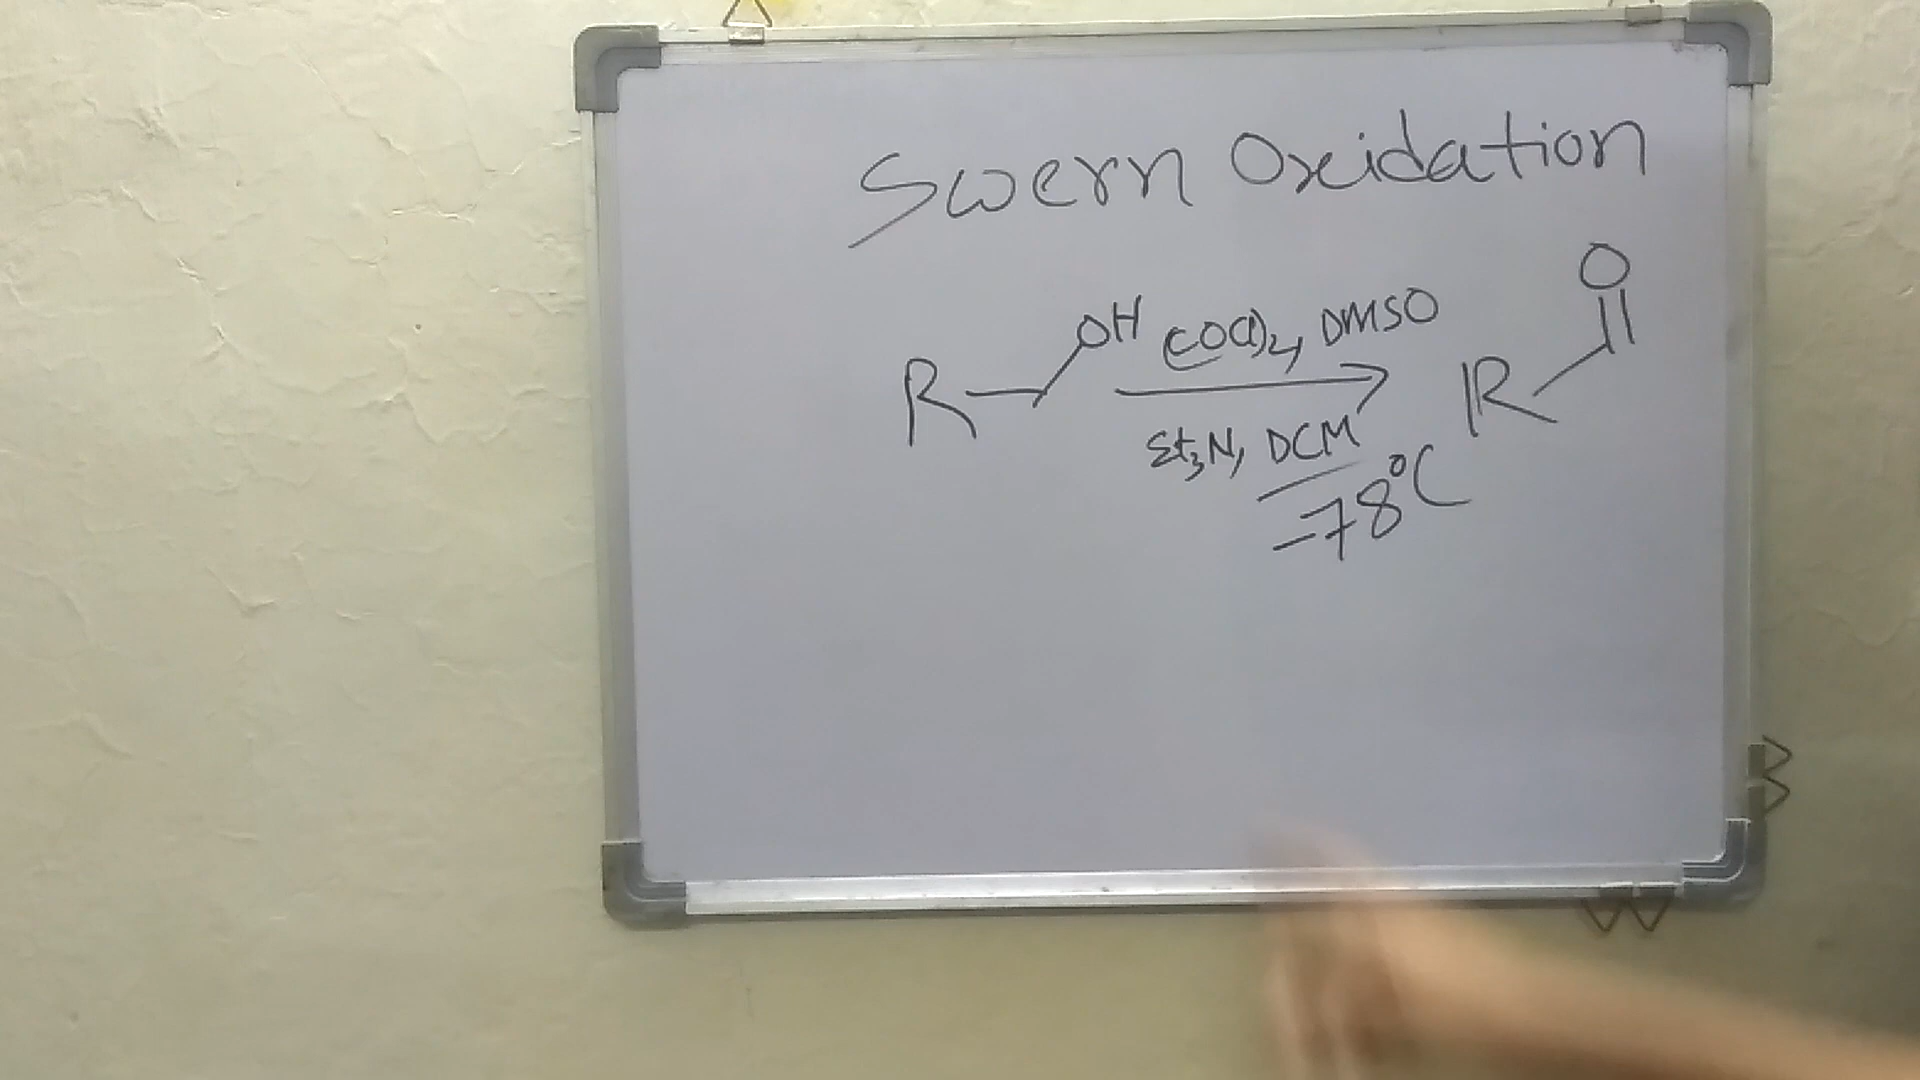 Swern Oxidation
R OH (COCl)2, DMSO R O
Et3N, DCM
-78°C